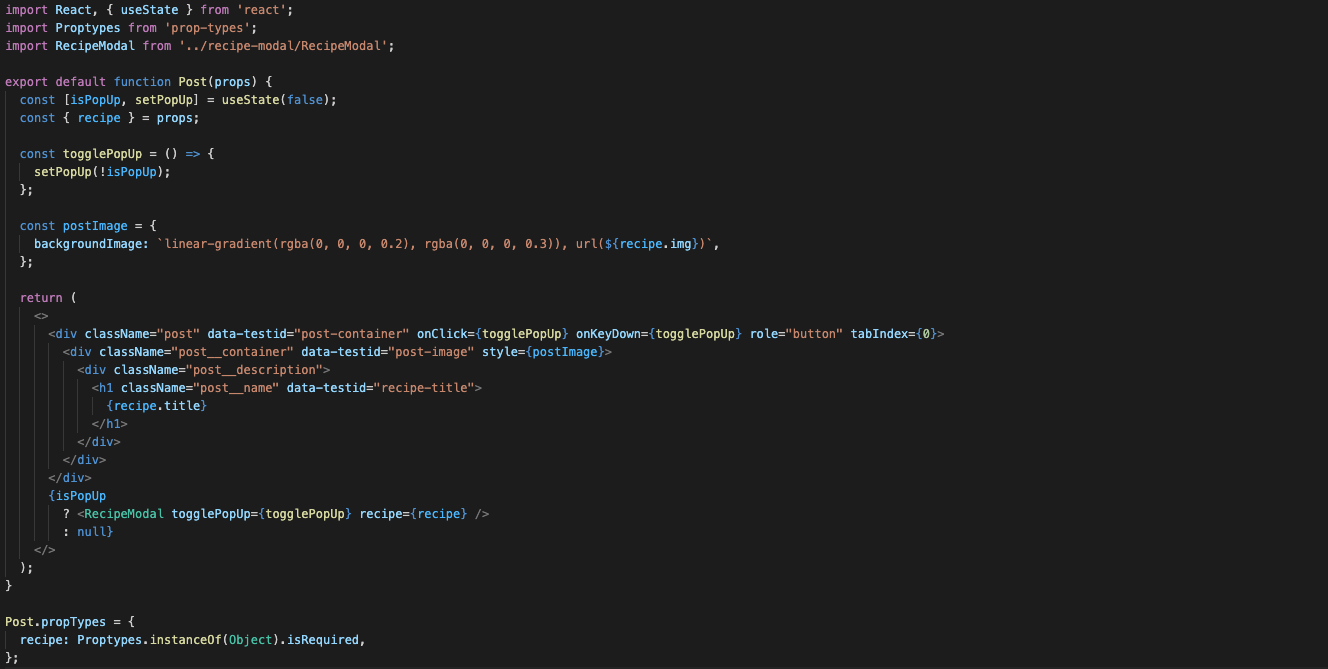 import React, { useState } from 'react';
import Proptypes from 'prop-types';
import RecipeModal from '../recipe-modal/RecipeModal';

export default function Post(props) {
  const [isPopUp, setPopUp] = useState(false);
  const { recipe } = props;

  const togglePopUp = () => {
    setPopUp(!isPopUp);
  };

  const postImage = {
    backgroundImage: `linear-gradient(rgba(0, 0, 0, 0.2), rgba(0, 0, 0, 0.3)), url(${recipe.img})`,
  };

  return (
    <>
      <div className="post" data-testid="post-container" onClick={togglePopUp} onKeyDown={togglePopUp} role="button" tabIndex={0}>
        <div className="post__container" data-testid="post-image" style={postImage}>
          <div className="post__description">
            <h1 className="post__name" data-testid="recipe-title">
              {recipe.title}
            </h1>
          </div>
        </div>
      </div>
      {isPopUp
        ? <RecipeModal togglePopUp={togglePopUp} recipe={recipe} />
        : null}
    </>
  );
}

Post.propTypes = {
  recipe: Proptypes.instanceOf(Object).isRequired,
};